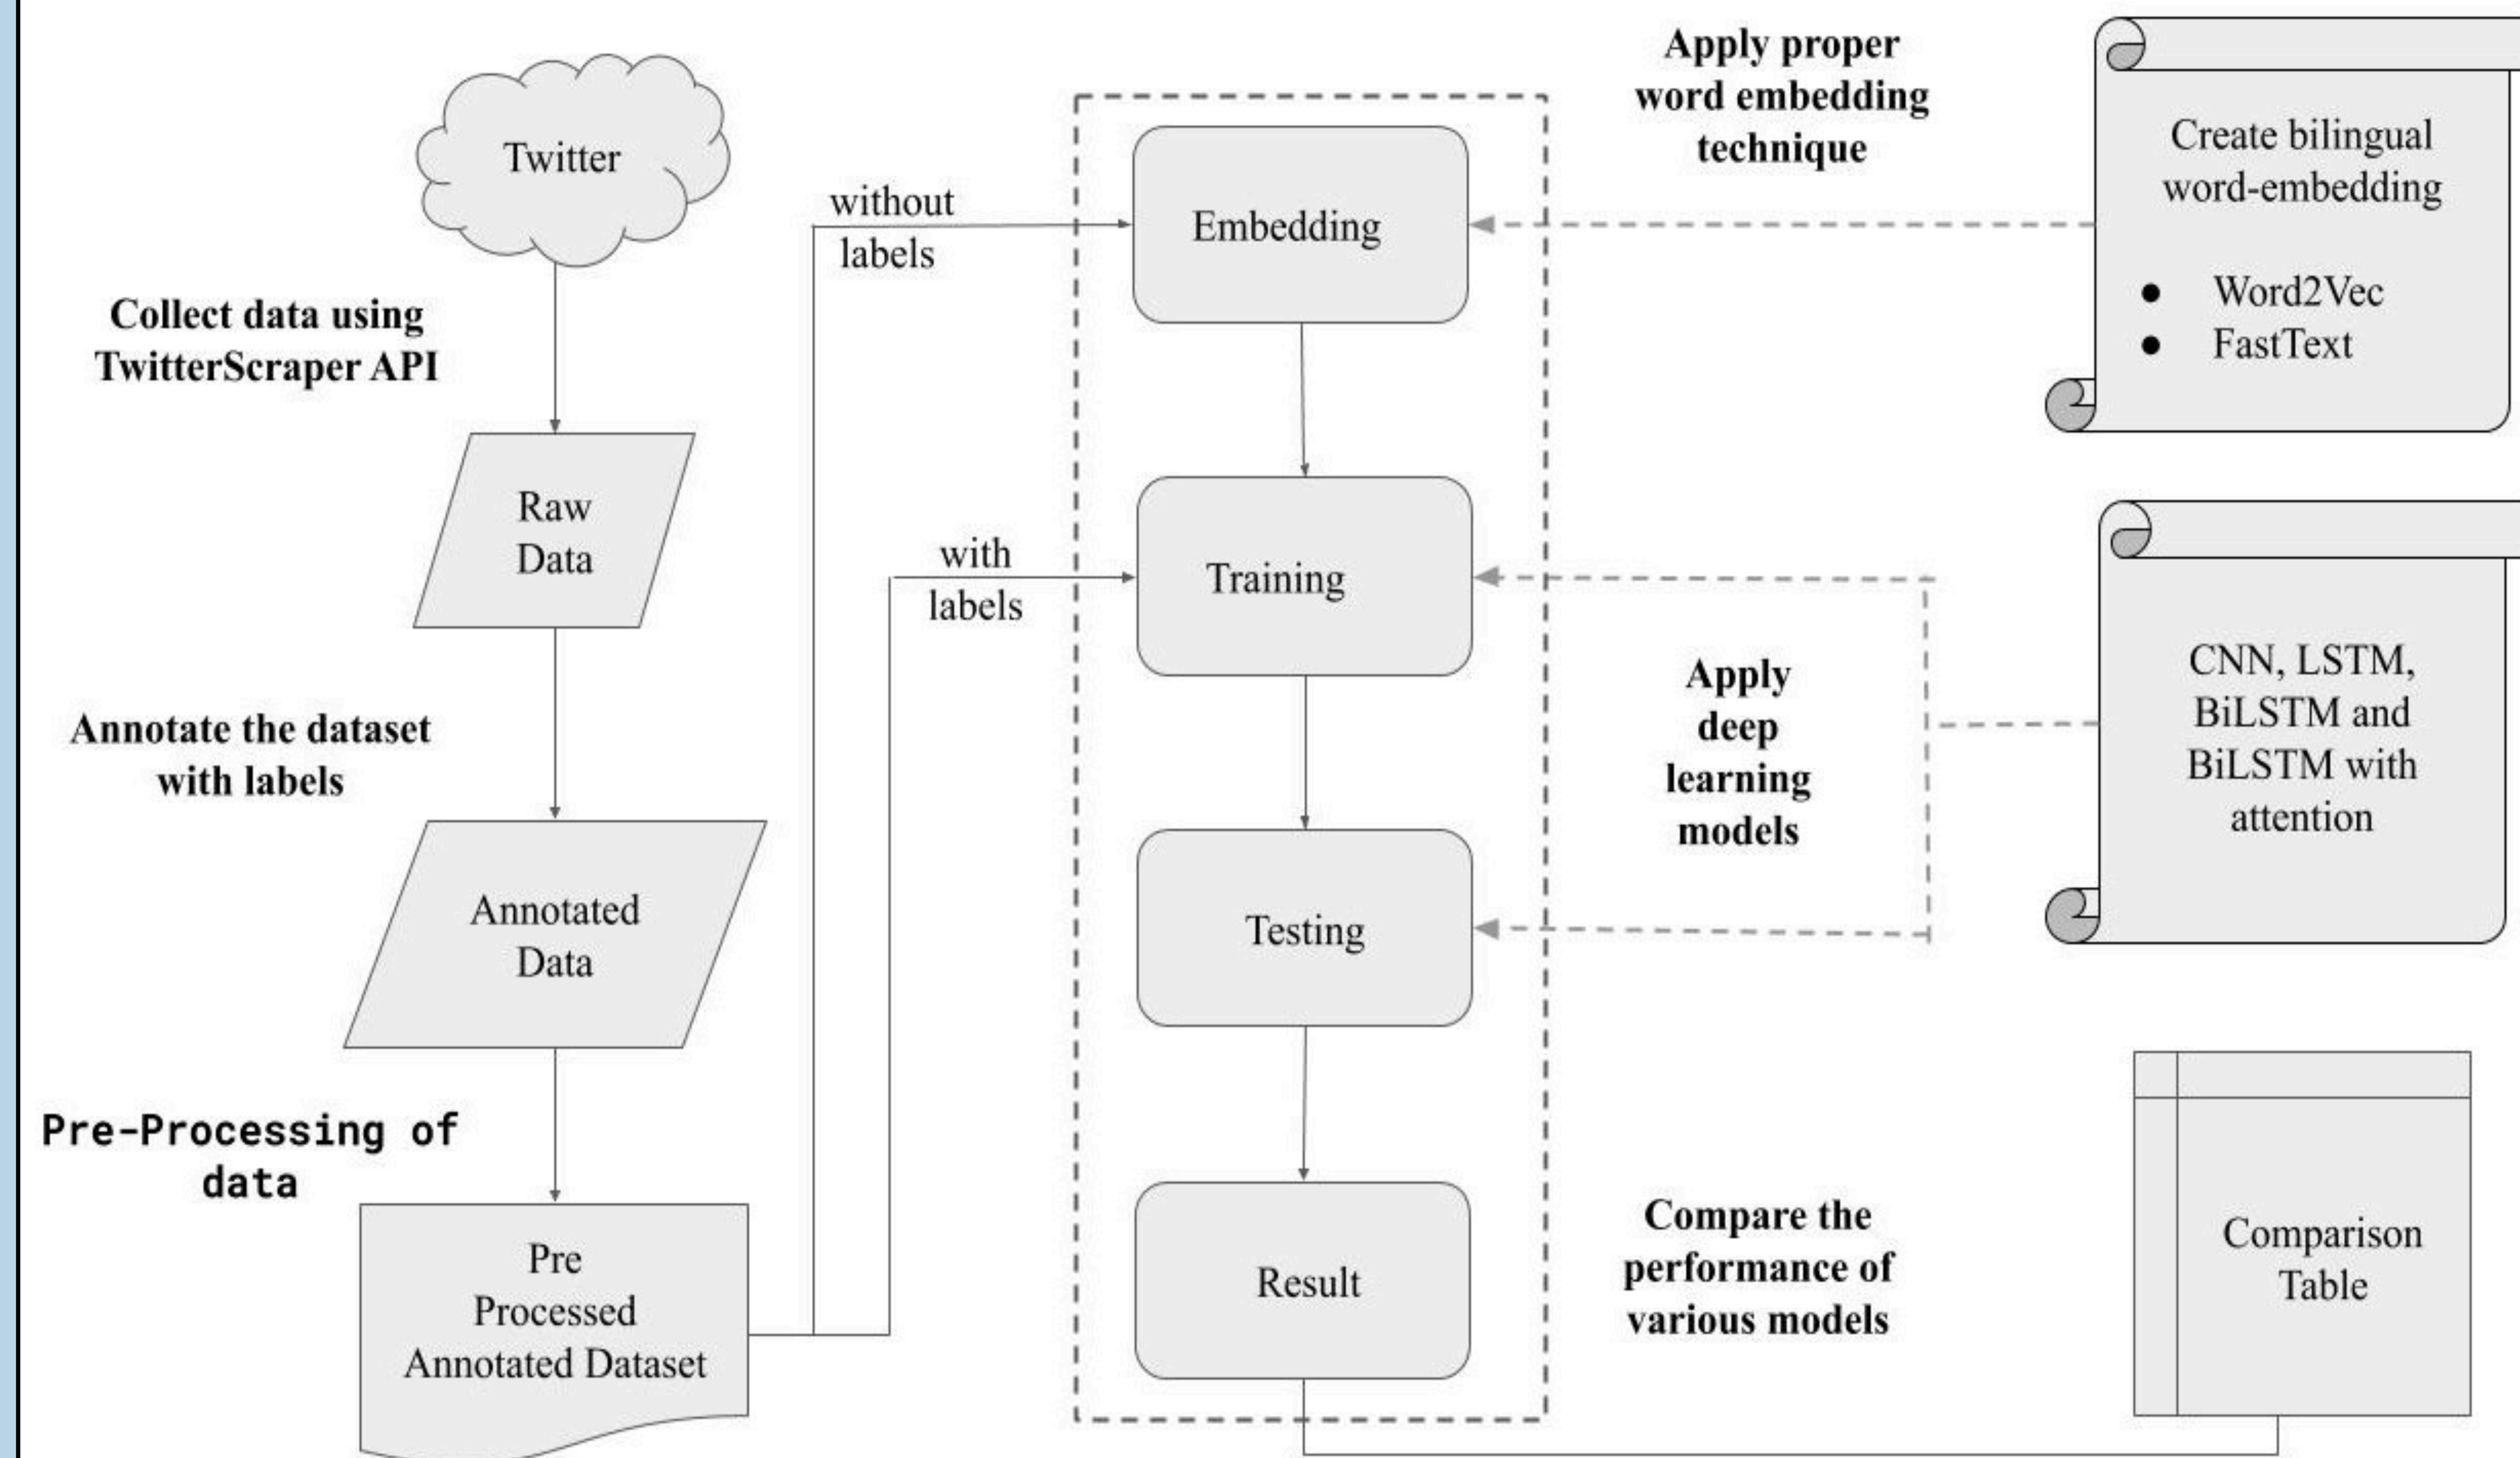 Twitter
Collect data using
TwitterScraper API
Raw
Data
Annotate the dataset
with labels
Annotated
Data
Pre-Processing of
data
Pre
Processed
Annotated Dataset
without
labels
with
labels
Embedding
Training
Testing
Result
Apply proper
word embedding
technique
Apply
deep
learning
models
Compare the
performance of
various models
Create bilingual
word-embedding
● Word2Vec
● FastText
CNN, LSTM,
BiLSTM and
BiLSTM with
attention
Comparison
Table